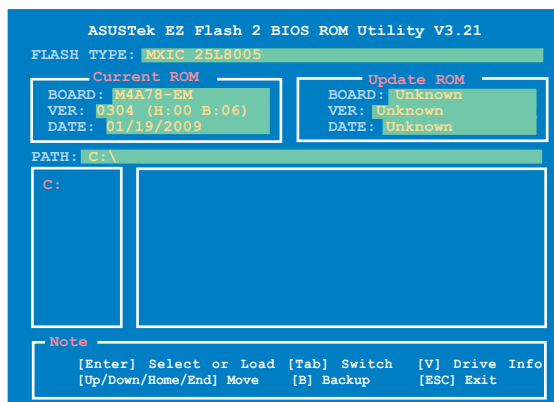 ASUSTek EZ Flash 2 BIOS ROM Utility V3.21
FLASH TYPE: MXIC 25L8005
Current ROM
BOARD: M4A78-EM
VER: 0304 (H:00 B:06)
DATE: 01/19/2009
Update ROM
BOARD: Unknown
VER: Unknown
DATE: Unknown
PATH: C:\
C:
Note
[Enter] Select or Load [Tab] Switch [V] Drive Info
[Up/Down/Home/End] Move [B] Backup [ESC] Exit